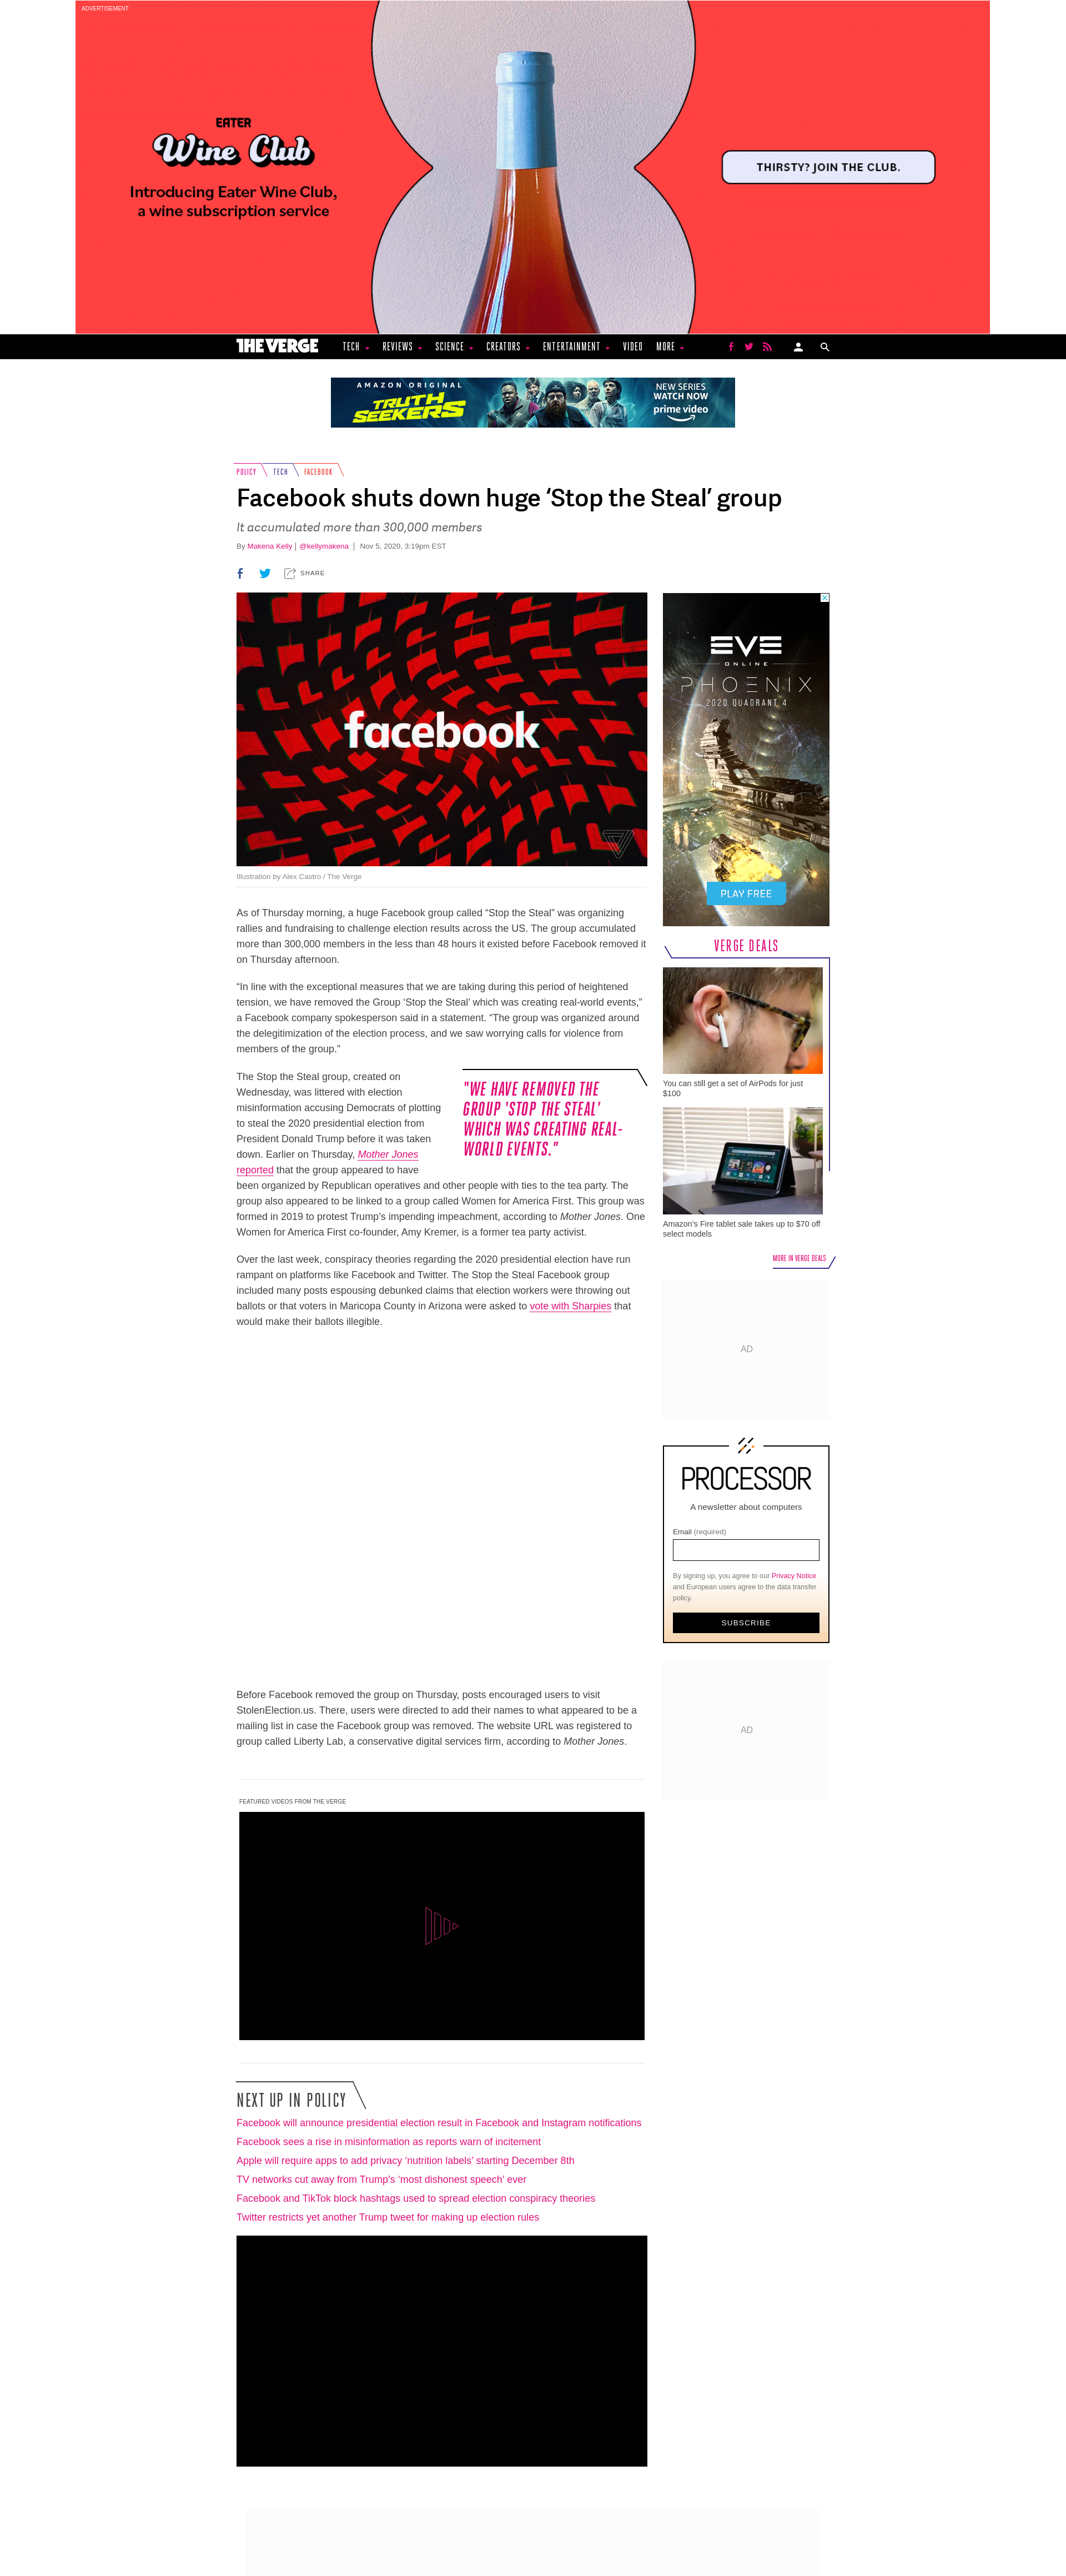 ADVERTISEMENT
EATER
Wine Club
Introducing Eater Wine Club,
a wine subscription service
THIRSTY? JOIN THE CLUB.
THE VERGE
TECH
REVIEWS
SCIENCE
CREATORS
ENTERTAINMENT
VIDEO
MORE
AMAZON ORIGINAL
TRUTH
SEEKERS
NEW SERIES
WATCH NOW
prime video
POLICY
TECH
FACEBOOK
Facebook shuts down huge ‘Stop the Steal’ group
It accumulated more than 300,000 members
By Makena Kelly | @kellymakena | Nov 5, 2020, 3:19pm EST
SHARE
facebook
Illustration by Alex Castro / The Verge
As of Thursday morning, a huge Facebook group called “Stop the Steal” was organizing
rallies and fundraising to challenge election results across the US. The group accumulated
more than 300,000 members in the less than 48 hours it existed before Facebook removed it
on Thursday afternoon.
“In line with the exceptional measures that we are taking during this period of heightened
tension, we have removed the Group ‘Stop the Steal’ which was creating real-world events,”
a Facebook company spokesperson said in a statement. “The group was organized around
the delegitimization of the election process, and we saw worrying calls for violence from
members of the group.”
The Stop the Steal group, created on
Wednesday, was littered with election
misinformation accusing Democrats of plotting
to steal the 2020 presidential election from
President Donald Trump before it was taken
down. Earlier on Thursday, Mother Jones
reported that the group appeared to have
been organized by Republican operatives and other people with ties to the tea party. The
group also appeared to be linked to a group called Women for America First. This group was
formed in 2019 to protest Trump’s impending impeachment, according to Mother Jones. One
Women for America First co-founder, Amy Kremer, is a former tea party activist.
"WE HAVE REMOVED THE
GROUP 'STOP THE STEAL'
WHICH WAS CREATING REAL-
WORLD EVENTS.”
Over the last week, conspiracy theories regarding the 2020 presidential election have run
rampant on platforms like Facebook and Twitter. The Stop the Steal Facebook group
included many posts espousing debunked claims that election workers were throwing out
ballots or that voters in Maricopa County in Arizona were asked to vote with Sharpies that
would make their ballots illegible.
Before Facebook removed the group on Thursday, posts encouraged users to visit
StolenElection.us. There, users were directed to add their names to what appeared to be a
mailing list in case the Facebook group was removed. The website URL was registered to
group called Liberty Lab, a conservative digital services firm, according to Mother Jones.
FEATURED VIDEOS FROM THE VERGE
NEXT UP IN POLICY
Facebook will announce presidential election result in Facebook and Instagram notifications
Facebook sees a rise in misinformation as reports warn of incitement
Apple will require apps to add privacy ‘nutrition labels’ starting December 8th
TV networks cut away from Trump’s ‘most dishonest speech’ ever
Facebook and TikTok block hashtags used to spread election conspiracy theories
Twitter restricts yet another Trump tweet for making up election rules
EVE
ONLINE
PHOENIX
2020 QUADRANT 4
PLAY FREE
VERGE DEALS
You can still get a set of AirPods for just
$100
Amazon’s Fire tablet sale takes up to $70 off
select models
MORE IN VERGE DEALS
AD
PROCESSOR
A newsletter about computers
Email (required)
By signing up, you agree to our Privacy Notice
and European users agree to the data transfer
policy.
SUBSCRIBE
AD